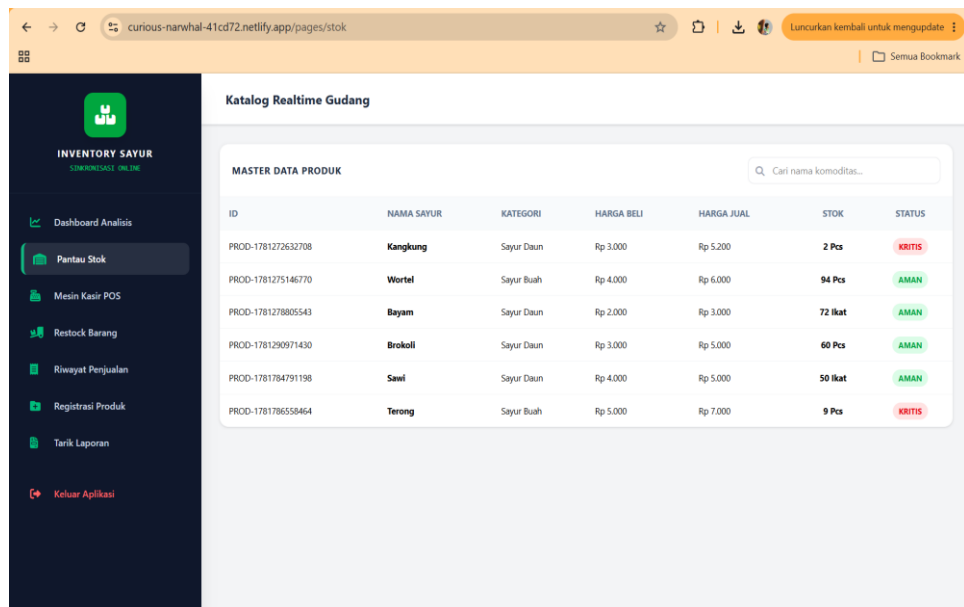 curious-narwhal-41cd72.netlify.app/pages/stok
Luncurkan kembali untuk mengupdate
Semua Bookmark
INVENTORY SAYUR
SINKRONISASI ONLINE
Dashboard Analisis
Pantau Stok
Mesin Kasir POS
Restock Barang
Riwayat Penjualan
Registrasi Produk
Tarik Laporan
Keluar Aplikasi
Katalog Realtime Gudang
MASTER DATA PRODUK
Cari nama komoditas...
ID NAMA SAYUR KATEGORI HARGA BELI HARGA JUAL STOK STATUS
PROD-1781272632708 Kangkung Sayur Daun Rp 3.000 Rp 5.200 2 Pcs KRITIS
PROD-1781275146770 Wortel Sayur Buah Rp 4.000 Rp 6.000 94 Pcs AMAN
PROD-1781278805543 Bayam Sayur Daun Rp 2.000 Rp 3.000 72 Ikat AMAN
PROD-1781290971430 Brokoli Sayur Daun Rp 3.000 Rp 5.000 60 Pcs AMAN
PROD-1781784791198 Sawi Sayur Daun Rp 4.000 Rp 5.000 50 Ikat AMAN
PROD-1781786558464 Terong Sayur Buah Rp 5.000 Rp 7.000 9 Pcs KRITIS